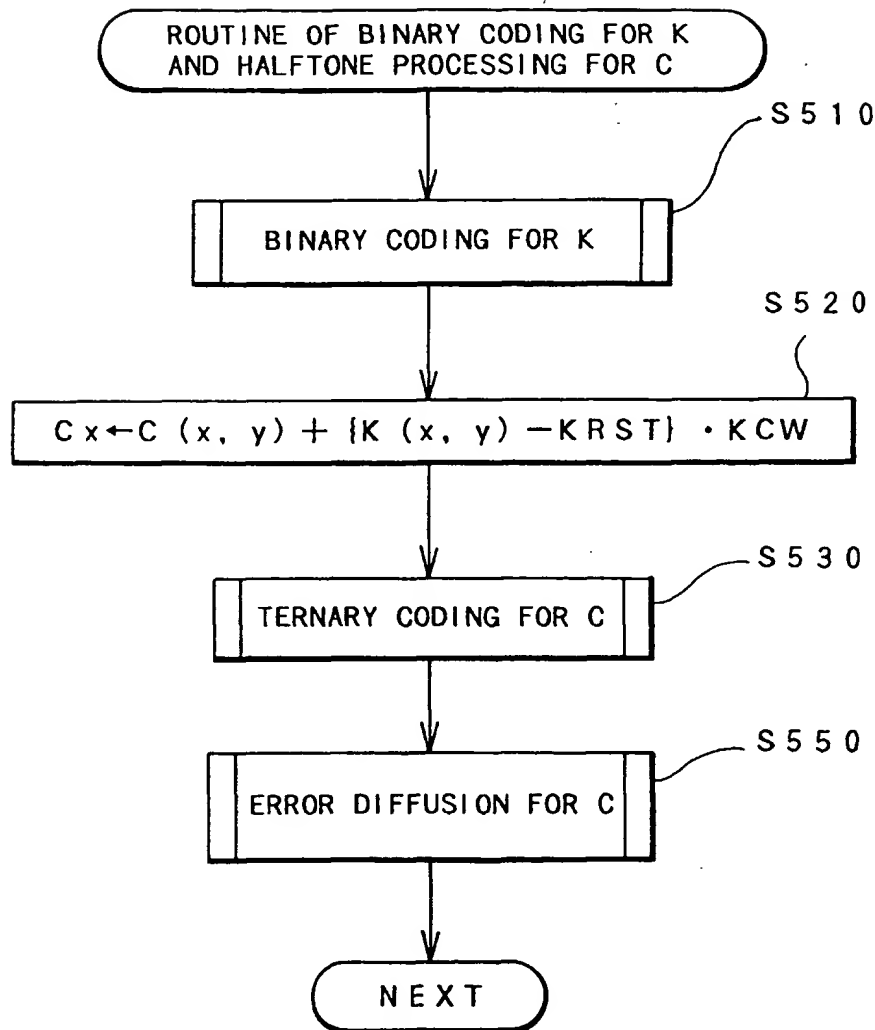 ROUTINE OF BINARY CODING FOR K
AND HALFTONE PROCESSING FOR C
S510
BINARY CODING FOR K
S520
Cx←C (x, y) + {K (x, y) −KRST} · KCW
S530
TERNARY CODING FOR C
S550
ERROR DIFFUSION FOR C
NEXT